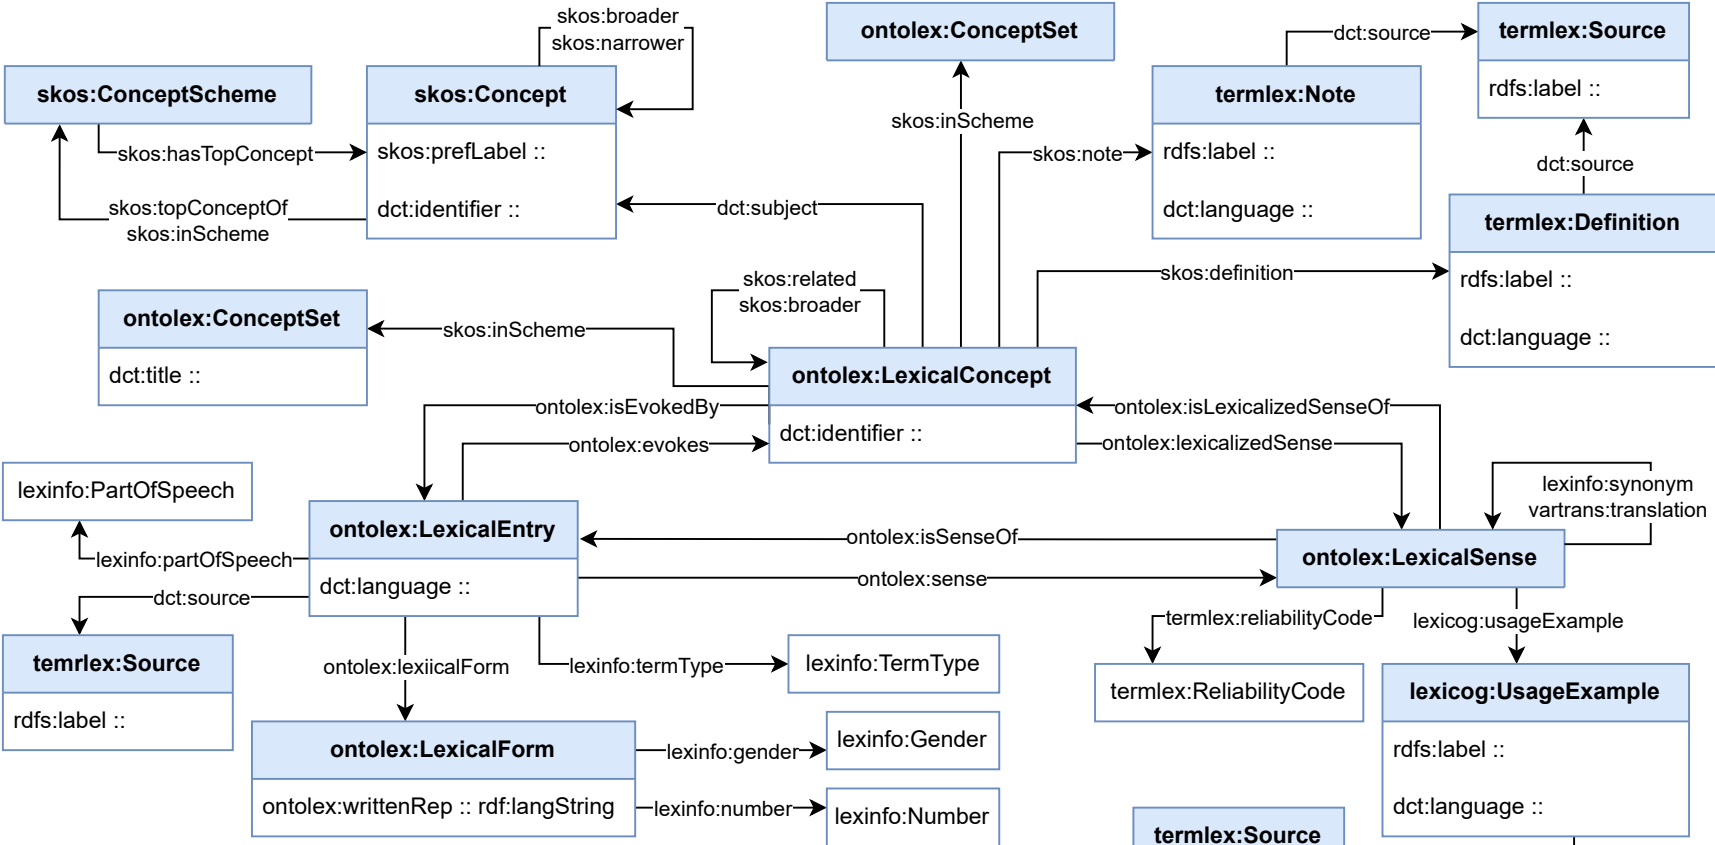 skos:broader
skos:narrower
ontolex:ConceptSet
dct:source
termlex:Source
rdfs:label ::
skos:ConceptScheme
skos:Concept
skos:prefLabel ::
dct:identifier ::
skos:hasTopConcept
skos:topConceptOf
skos:inScheme
skos:inScheme
termlex:Note
rdfs:label ::
dct:language ::
skos:note
dct:source
dct:subject
termlex:Definition
rdfs:label ::
dct:language ::
skos:definition
skos:related
skos:broader
ontolex:ConceptSet
dct:title ::
skos:inScheme
ontolex:LexicalConcept
dct:identifier ::
ontolex:isEvokedBy
ontolex:evokes
ontolex:isLexicalizedSenseOf
ontolex:lexicalizedSense
lexinfo:PartOfSpeech
lexinfo:synonym
vartrans:translation
ontolex:LexicalEntry
dct:language ::
lexinfo:partOfSpeech
ontolex:isSenseOf
ontolex:sense
ontolex:LexicalSense
dct:source
temrlex:Source
rdfs:label ::
ontolex:lexiicalForm
lexinfo:termType
lexinfo:TermType
termlex:reliabilityCode
lexicog:usageExample
termlex:ReliabilityCode
lexicog:UsageExample
rdfs:label ::
dct:language ::
ontolex:LexicalForm
ontolex:writtenRep :: rdf:langString
lexinfo:gender
lexinfo:Gender
lexinfo:number
lexinfo:Number
termlex:Source